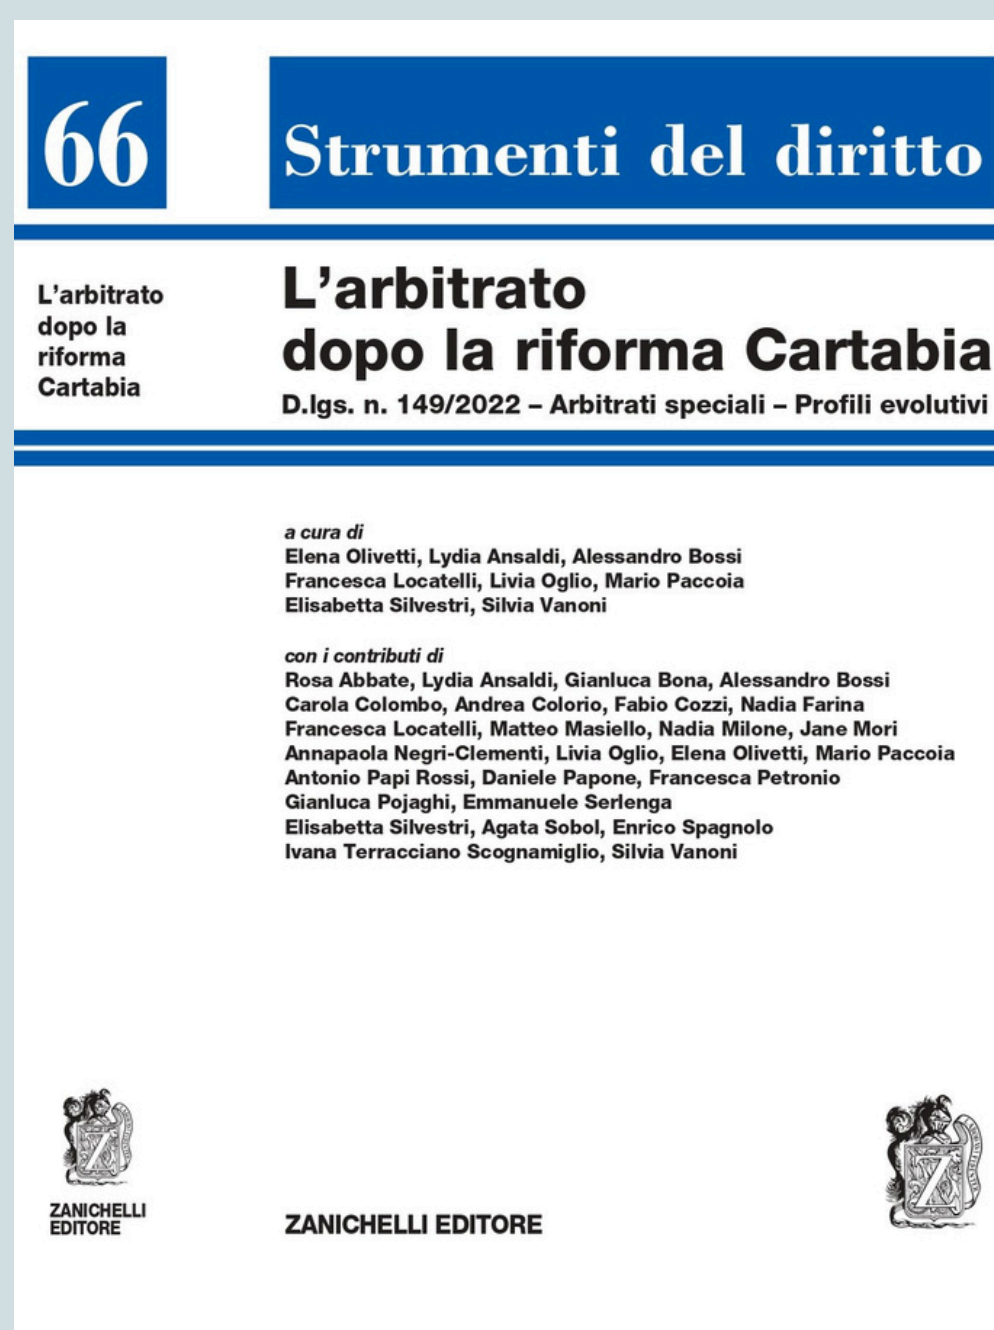 66
Strumenti del diritto
L'arbitrato
dopo la
riforma
Cartabia
L'arbitrato
dopo la riforma Cartabia
D.lgs. n. 149/2022 – Arbitrati speciali – Profili evolutivi
a cura di
Elena Olivetti, Lydia Ansaldi, Alessandro Bossi
Francesca Locatelli, Livia Oglio, Mario Paccoia
Elisabetta Silvestri, Silvia Vanoni
con i contributi di
Rosa Abbate, Lydia Ansaldi, Gianluca Bona, Alessandro Bossi
Carola Colombo, Andrea Colorio, Fabio Cozzi, Nadia Farina
Francesca Locatelli, Matteo Masiello, Nadia Milone, Jane Mori
Annapaola Negri-Clementi, Livia Oglio, Elena Olivetti, Mario Paccoia
Antonio Papi Rossi, Daniele Papone, Francesca Petronio
Gianluca Pojaghi, Emmanuele Serlenga
Elisabetta Silvestri, Agata Sobol, Enrico Spagnolo
Ivana Terracciano Scognamiglio, Silvia Vanoni
Z
ZANICHELLI
EDITORE
ZANICHELLI EDITORE
Z